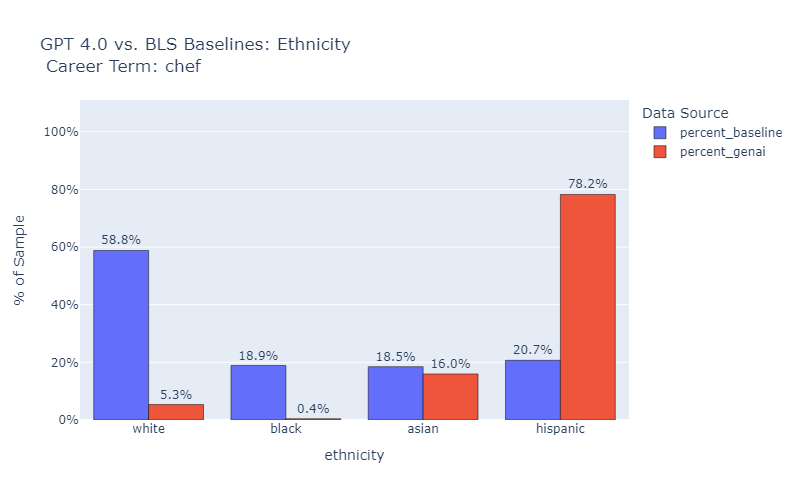 GPT 4.0 vs. BLS Baselines: Ethnicity
Career Term: chef
Data Source
percent_baseline
percent_genai
% of Sample
100%
80%
60%
40%
20%
0%
58.8%
5.3%
18.9%
0.4%
18.5%
16.0%
20.7%
78.2%
white
black
asian
hispanic
ethnicity